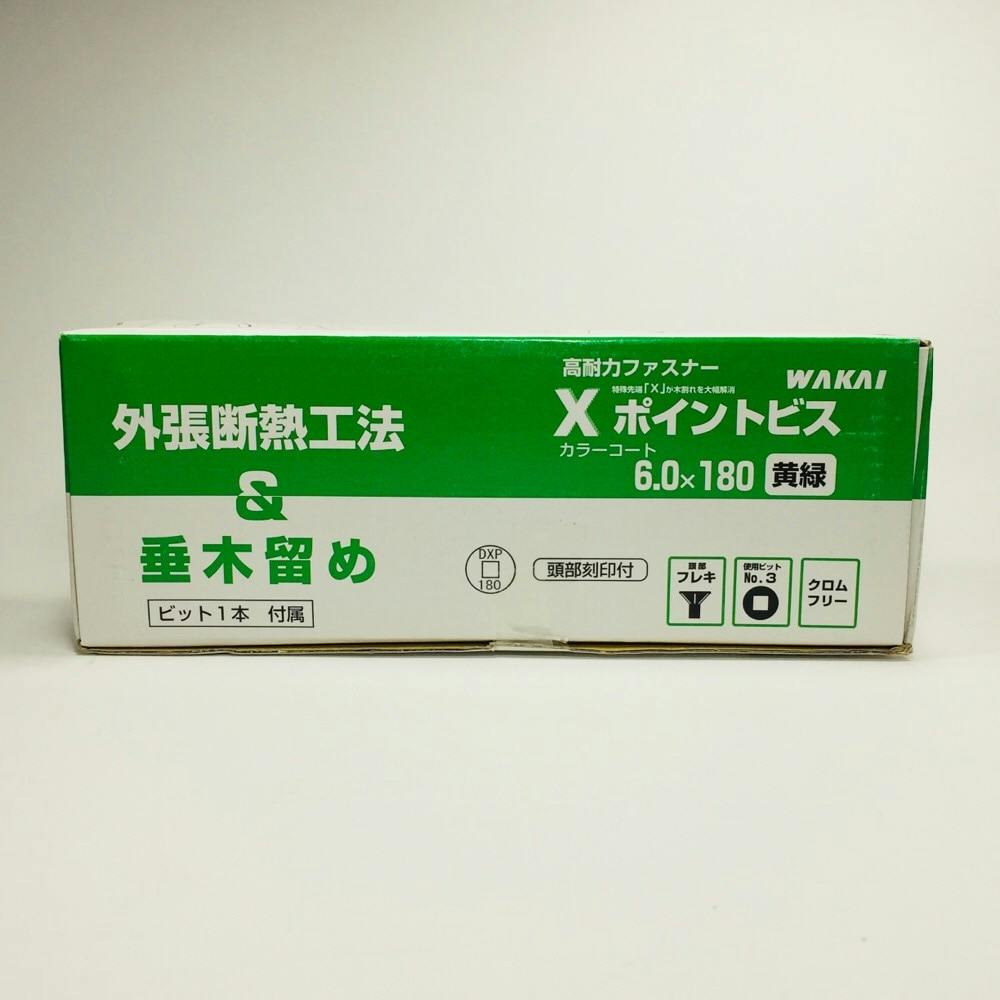 外張断熱工法
&
垂木留め
ビット1本 付属
高耐力ファスナー
WAKAI
特殊先端「X」が木割れを大幅解消
X ポイントビス
カラーコート
6.0×180 黄緑
DXP
180
頭部刻印付
頭部
フレキ
使用ビット
No.3
クロム
フリー